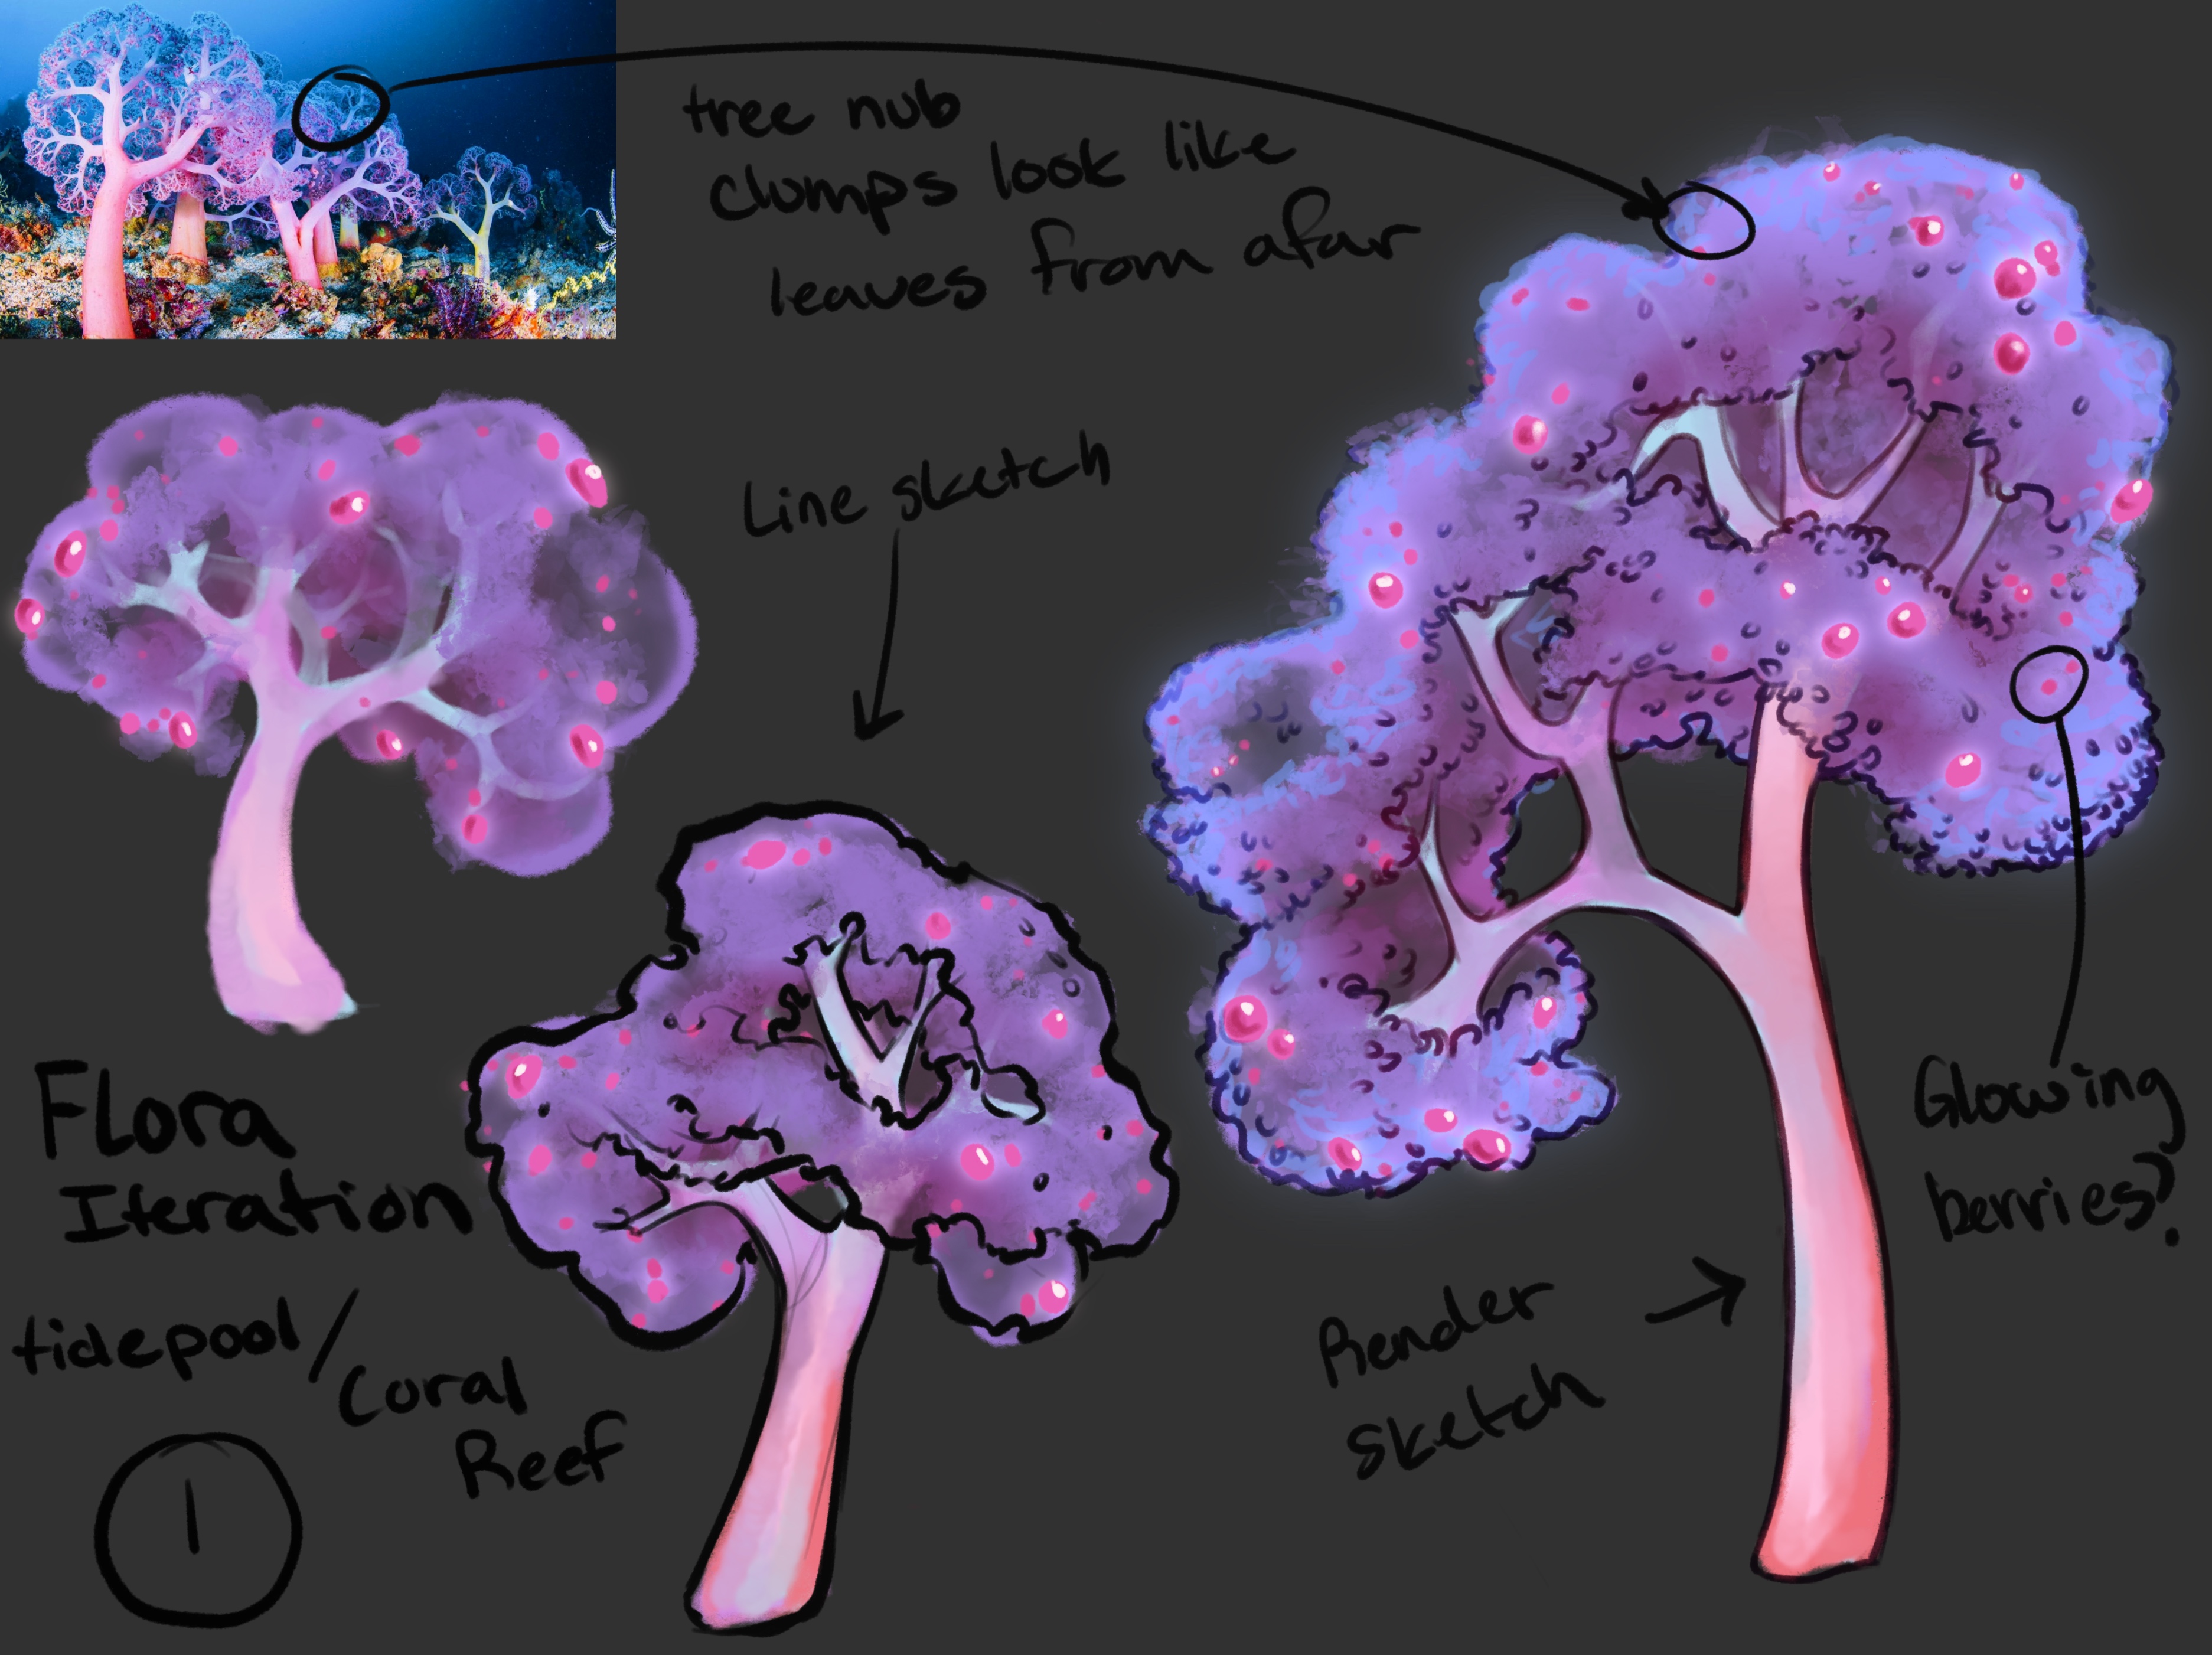 tree nub
clumps look like
leaves from afar
Line sketch
Flora
Iteration
tidepool/
Coral
Reef
1
Render
sketch
Glowing
berries?